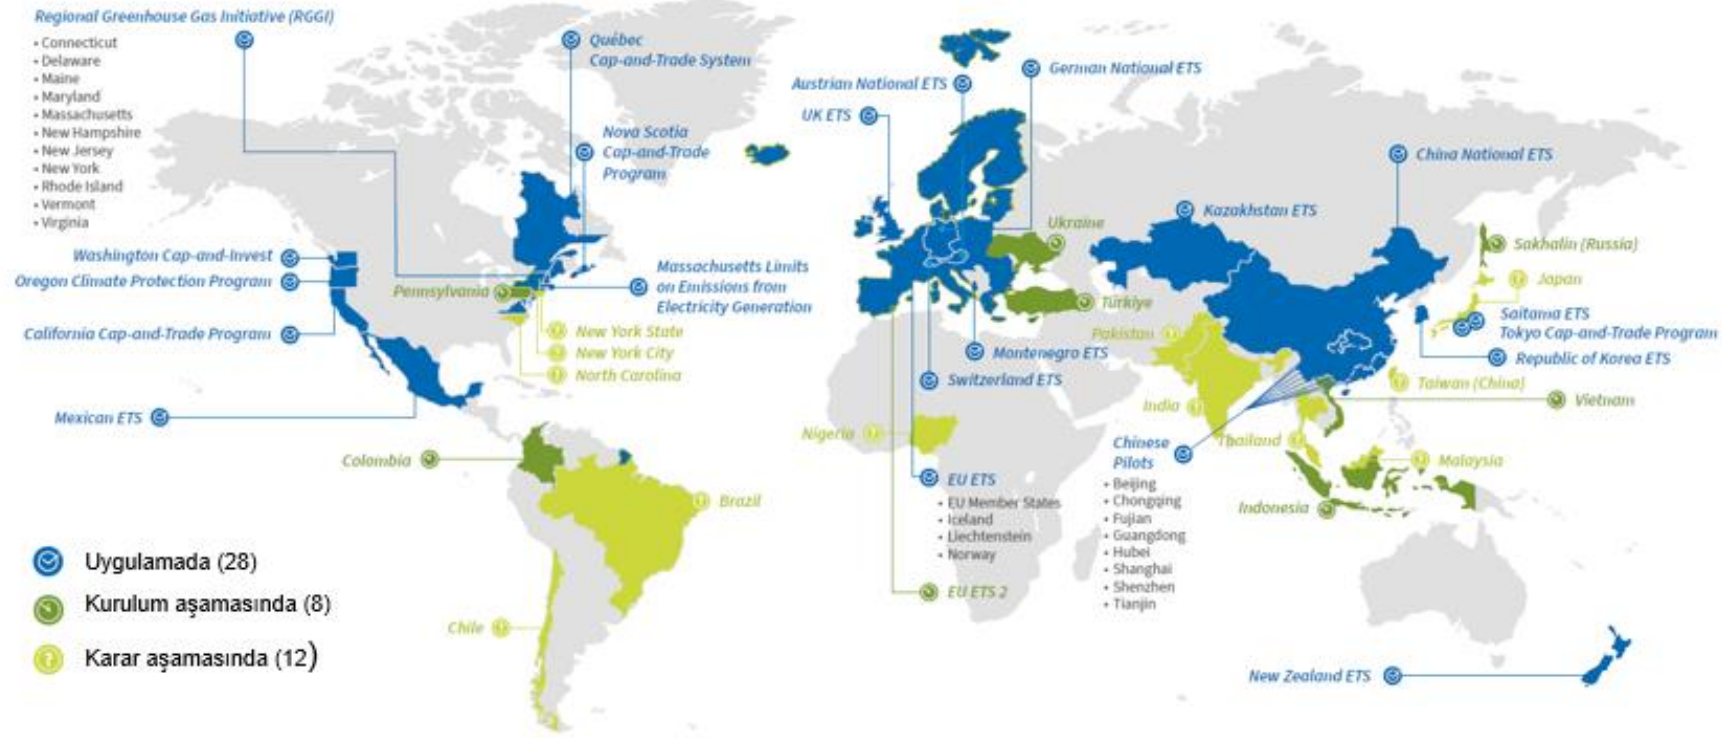 Regional Greenhouse Gas Initiative (RGGI)
• Connecticut
• Delaware
• Maine
• Maryland
• Massachusetts
• New Hampshire
• New Jersey
• New York
• Rhode Island
• Vermont
• Virginia
Washington Cap-and-Invest
Oregon Climate Protection Program
California Cap-and-Trade Program
Mexican ETS
Québec
Cap-and-Trade System
Nova Scotia
Cap-and-Trade
Program
Massachusetts Limits
on Emissions from
Electricity Generation
Pennsylvania
New York State
New York City
North Carolina
Colombia
Brazil
Chile
Austrian National ETS
German National ETS
UK ETS
Ukraine
Türkiye
Montenegro ETS
Switzerland ETS
Nigeria
EU ETS
• EU Member States
• Iceland
• Liechtenstein
• Norway
EU ETS 2
Kazakhstan ETS
China National ETS
Sakhalin (Russia)
Japan
Saitama ETS
Tokyo Cap-and-Trade Program
Republic of Korea ETS
Pakistan
India
Taiwan (China)
Vietnam
Thailand
Malaysia
Indonesia
Chinese
Pilots
• Beijing
• Chongqing
• Fujian
• Guangdong
• Hubei
• Shanghai
• Shenzhen
• Tianjin
New Zealand ETS
Uygulamada (28)
Kurulum aşamasında (8)
Karar aşamasında (12)